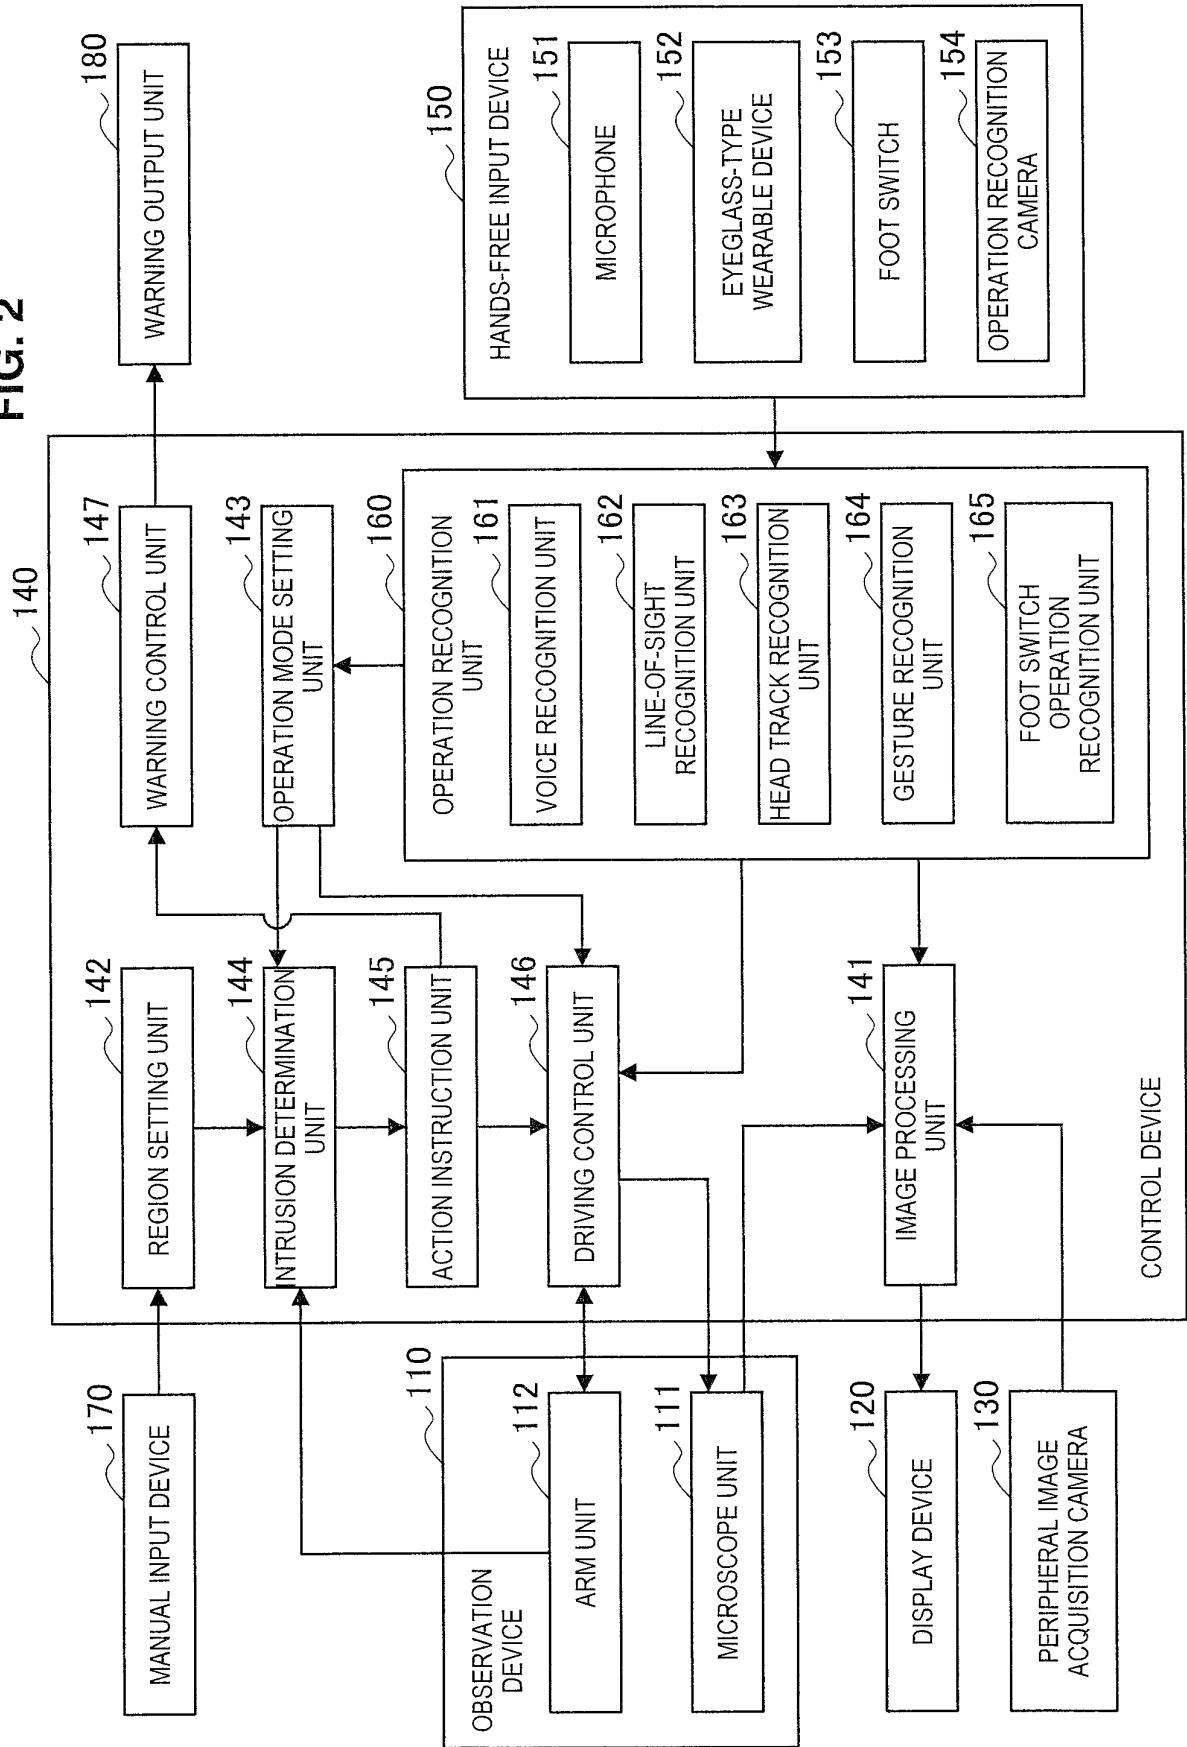 FIG. 2
140
170
MANUAL INPUT DEVICE
142
REGION SETTING UNIT
147
WARNING CONTROL UNIT
180
WARNING OUTPUT UNIT
144
INTRUSION DETERMINATION
UNIT
143
OPERATION MODE SETTING
UNIT
145
ACTION INSTRUCTION UNIT
146
DRIVING CONTROL UNIT
110
OBSERVATION
DEVICE
112
ARM UNIT
111
MICROSCOPE UNIT
160
OPERATION RECOGNITION
UNIT
161
VOICE RECOGNITION UNIT
162
LINE-OF-SIGHT
RECOGNITION UNIT
163
HEAD TRACK RECOGNITION
UNIT
164
GESTURE RECOGNITION
UNIT
165
FOOT SWITCH
OPERATION
RECOGNITION UNIT
150
HANDS-FREE INPUT DEVICE
151
MICROPHONE
152
EYEGLASS-TYPE
WEARABLE DEVICE
153
FOOT SWITCH
154
OPERATION RECOGNITION
CAMERA
120
DISPLAY DEVICE
141
IMAGE PROCESSING
UNIT
130
PERIPHERAL IMAGE
ACQUISITION CAMERA
CONTROL DEVICE